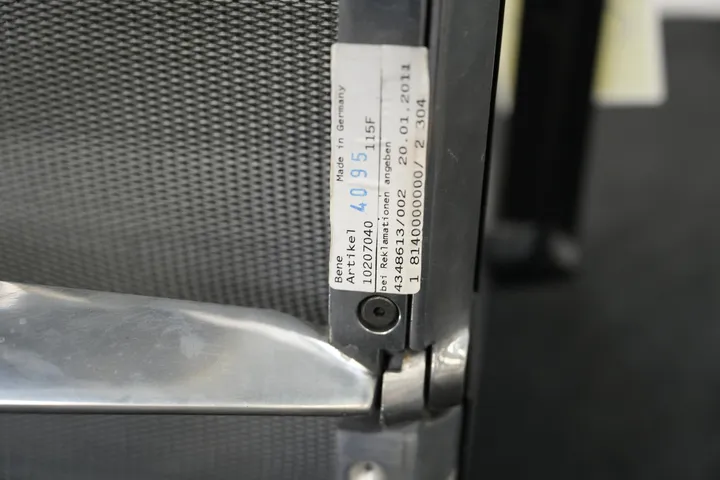 Bene Made in Germany
Artikel 4095
10207040 115F
bei Reklamationen angeben
4348613/002 20.01.2011
1 8140000000/ 2 304